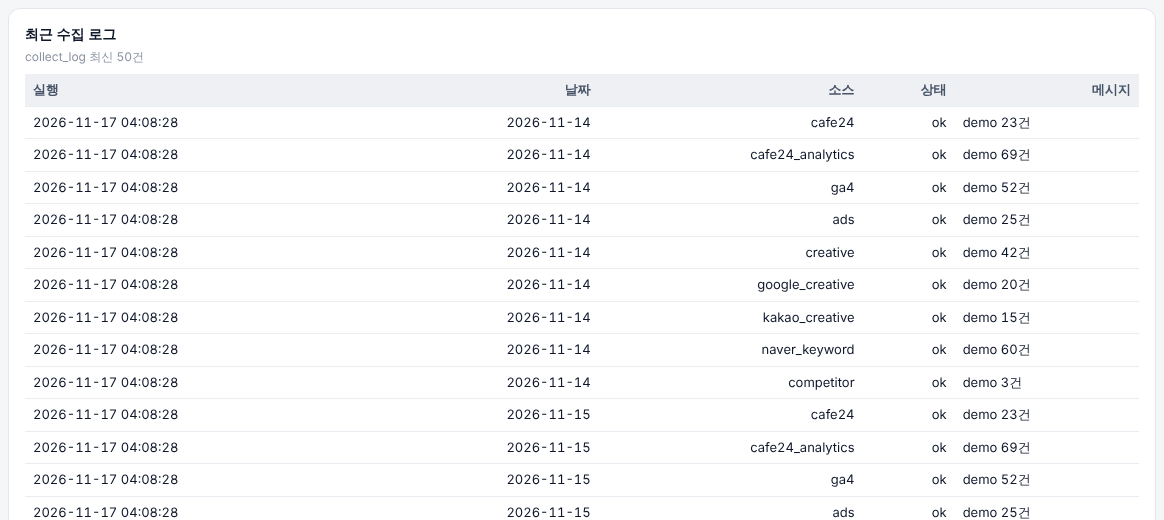 최근 수집 로그
collect_log 최신 50건
실행 날짜 소스 상태 메시지
2026-11-17 04:08:28 2026-11-14 cafe24 ok demo 23건
2026-11-17 04:08:28 2026-11-14 cafe24_analytics ok demo 69건
2026-11-17 04:08:28 2026-11-14 ga4 ok demo 52건
2026-11-17 04:08:28 2026-11-14 ads ok demo 25건
2026-11-17 04:08:28 2026-11-14 creative ok demo 42건
2026-11-17 04:08:28 2026-11-14 google_creative ok demo 20건
2026-11-17 04:08:28 2026-11-14 kakao_creative ok demo 15건
2026-11-17 04:08:28 2026-11-14 naver_keyword ok demo 60건
2026-11-17 04:08:28 2026-11-14 competitor ok demo 3건
2026-11-17 04:08:28 2026-11-15 cafe24 ok demo 23건
2026-11-17 04:08:28 2026-11-15 cafe24_analytics ok demo 69건
2026-11-17 04:08:28 2026-11-15 ga4 ok demo 52건
2026-11-17 04:08:28 2026-11-15 ads ok demo 25건